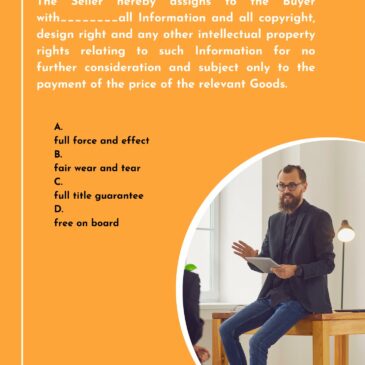 The Seller hereby assigns to the Buyer
with________all Information and all copyright,
design right and any other intellectual property
rights relating to such Information for no
further consideration and subject only to the
payment of the price of the relevant Goods.
A.
full force and effect
B.
fair wear and tear
C.
full title guarantee
D.
free on board